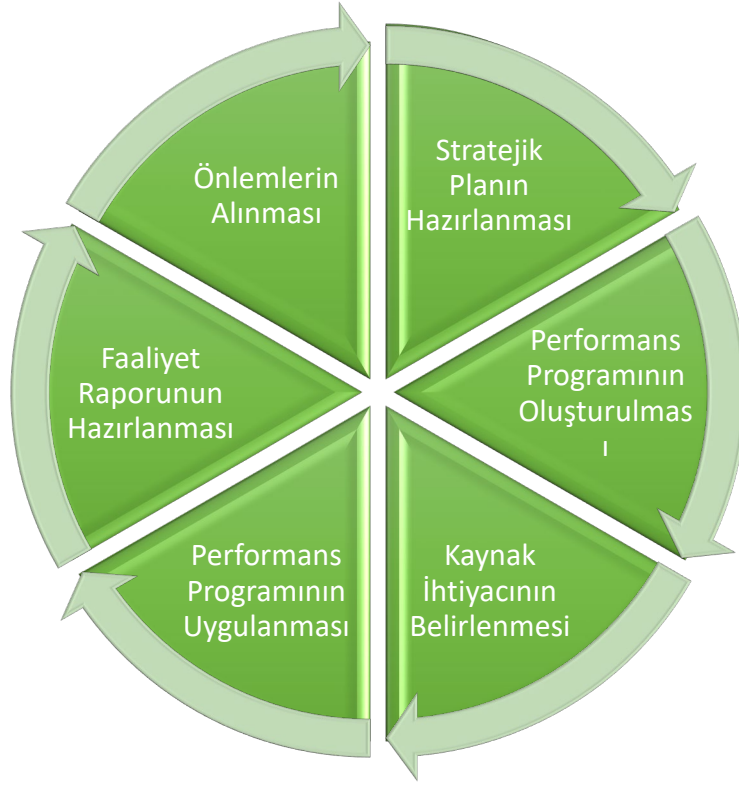 Stratejik
Planın
Hazırlanması
Performans
Programının
Oluşturulmas
ı
Kaynak
İhtiyacının
Belirlenmesi
Performans
Programının
Uygulanması
Faaliyet
Raporunun
Hazırlanması
Önlemlerin
Alınması